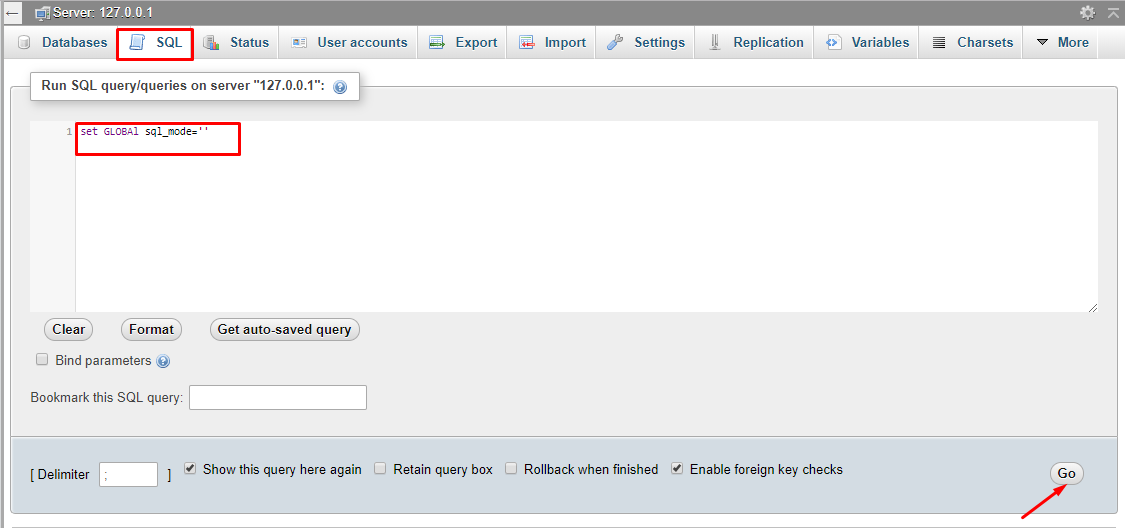 Server: 127.0.0.1
Databases SQL Status User accounts Export Import Settings Replication Variables Charsets More
Run SQL query/queries on server "127.0.0.1":
1 set GLOBAl sql_mode=''
Clear Format Get auto-saved query
Bind parameters
Bookmark this SQL query:
[ Delimiter ; ] Show this query here again Retain query box Rollback when finished Enable foreign key checks Go